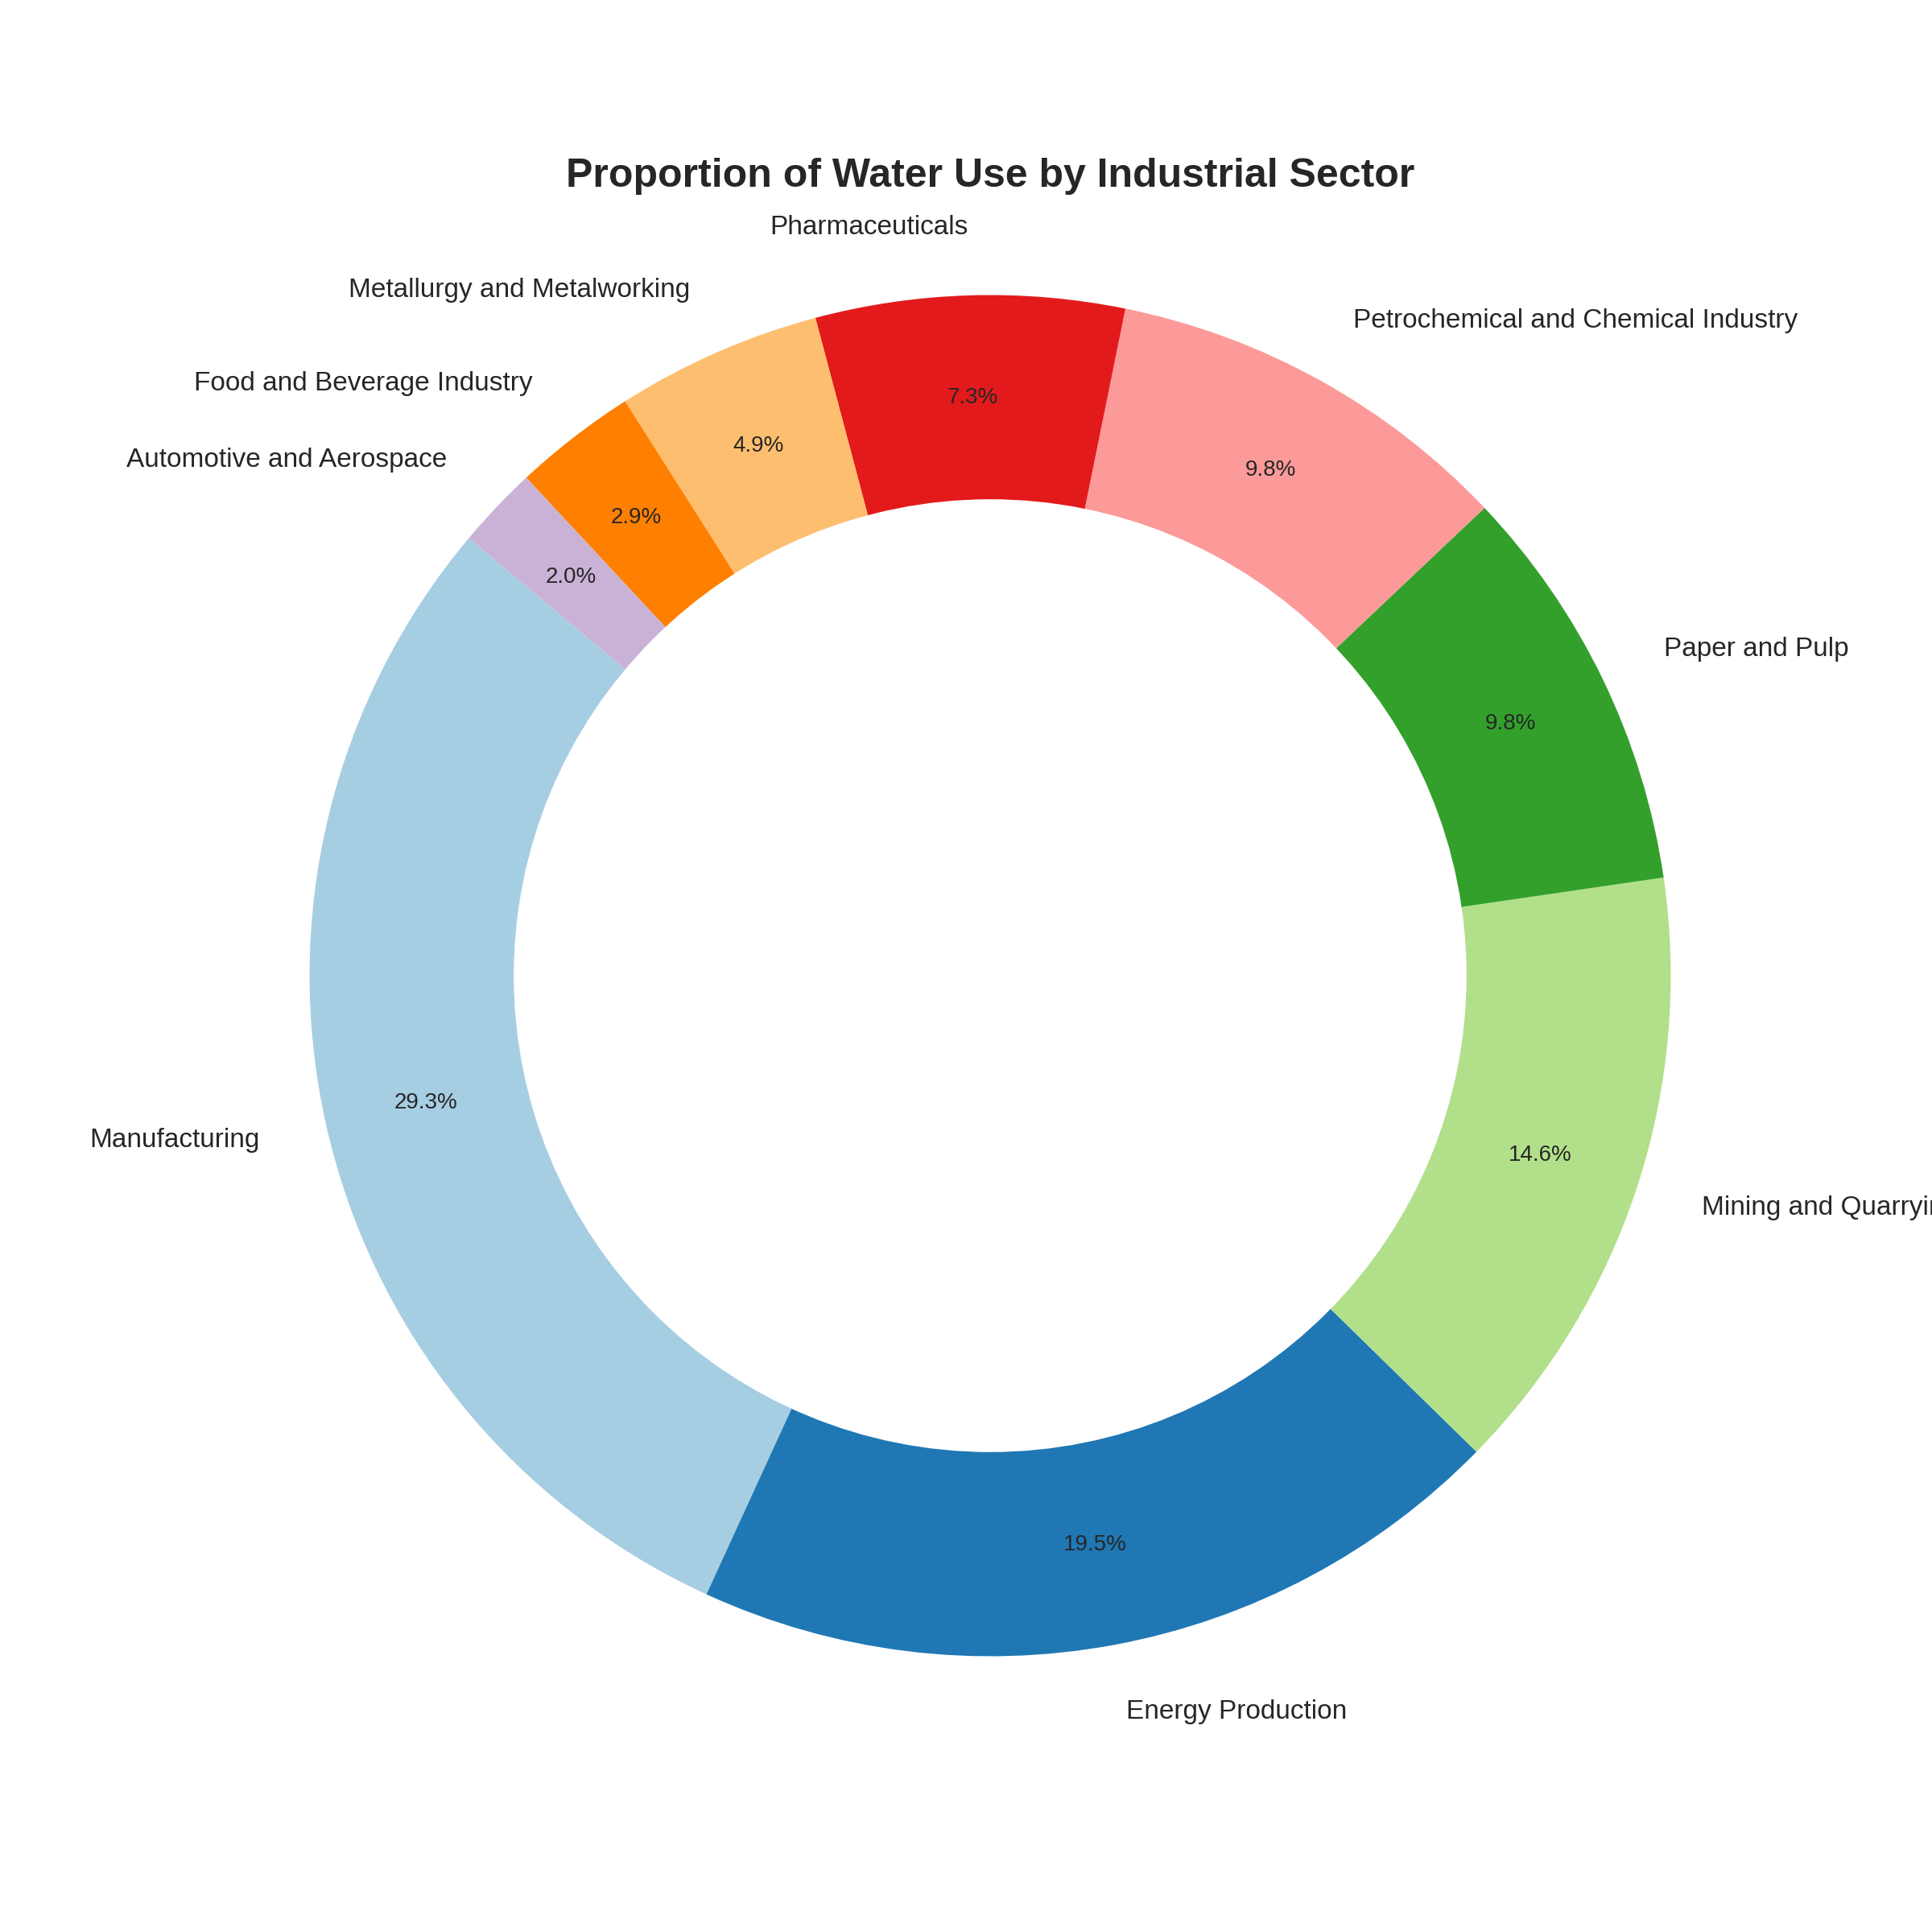 Proportion of Water Use by Industrial Sector
Pharmaceuticals
Metallurgy and Metalworking
Petrochemical and Chemical Industry
Food and Beverage Industry
7.3%
4.9%
Automotive and Aerospace
9.8%
2.9%
2.0%
Paper and Pulp
9.8%
29.3%
Manufacturing
14.6%
Mining and
19.5%
Energy Production